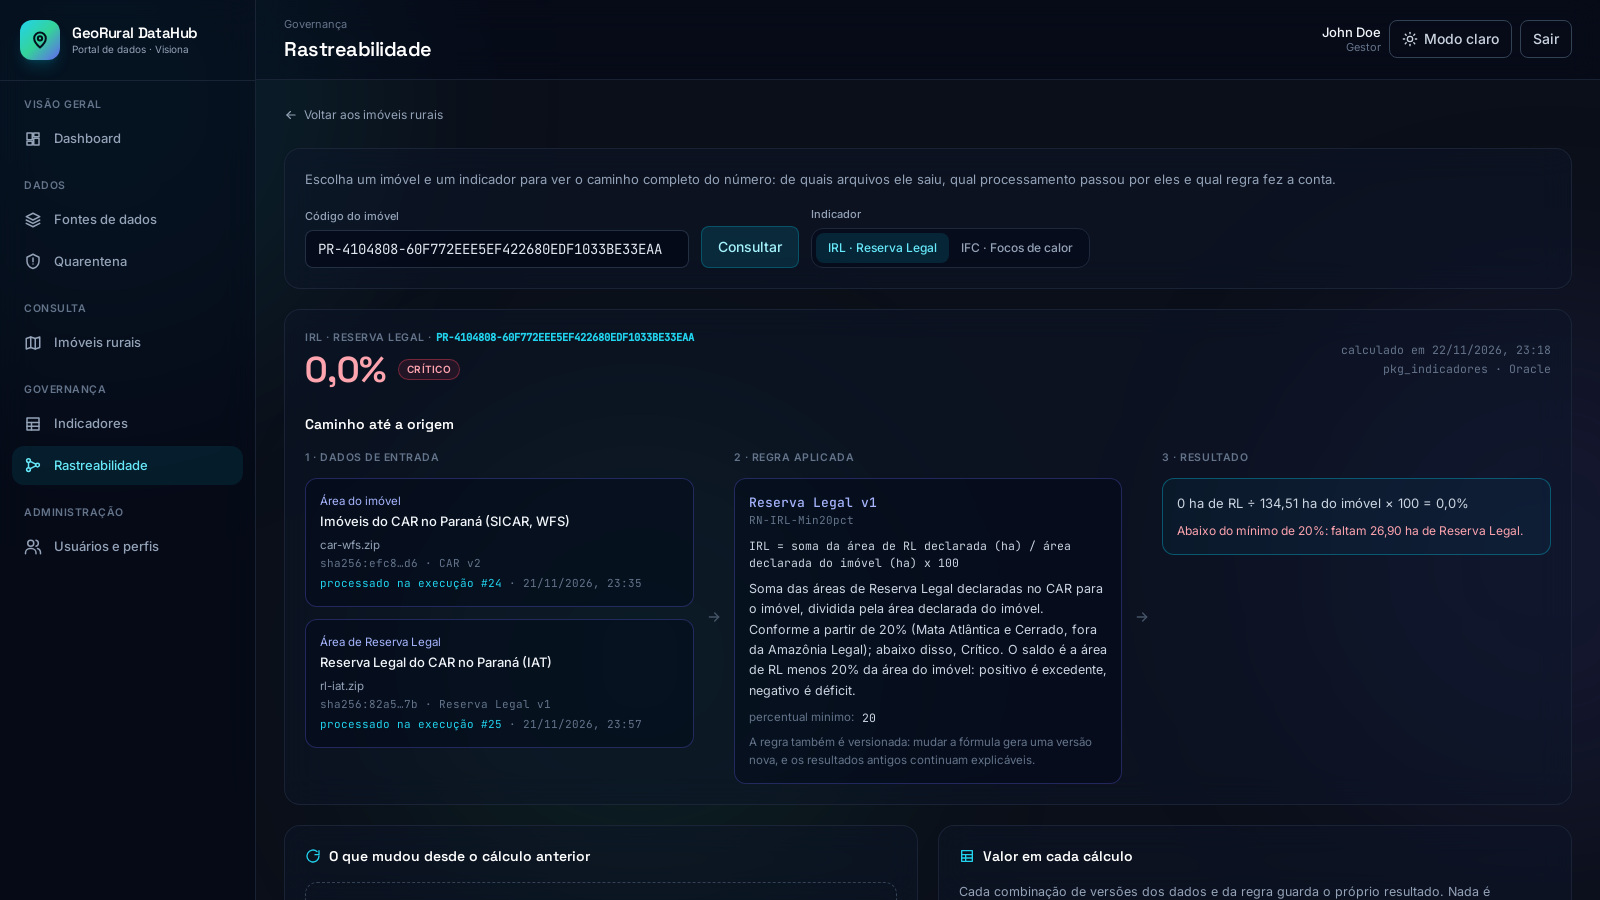 GeoRural DataHub
Portal de dados · Visiona
VISÃO GERAL
Dashboard
DADOS
Fontes de dados
Quarentena
CONSULTA
Imóveis rurais
GOVERNANÇA
Indicadores
Rastreabilidade
ADMINISTRAÇÃO
Usuários e perfis
Governança
Rastreabilidade
John Doe
Gestor
Modo claro
Sair
← Voltar aos imóveis rurais
Escolha um imóvel e um indicador para ver o caminho completo do número: de quais arquivos ele saiu, qual processamento passou por eles e qual regra fez a conta.
Código do imóvel
PR-4104808-60F772EEE5EF422680EDF1033BE33EAA
Consultar
Indicador
IRL · Reserva Legal
IFC · Focos de calor
IRL · RESERVA LEGAL · PR-4104808-60F772EEE5EF422680EDF1033BE33EAA
0,0% CRÍTICO
calculado em 22/11/2026, 23:18
pkg_indicadores · Oracle
Caminho até a origem
1 · DADOS DE ENTRADA
Área do imóvel
Imóveis do CAR no Paraná (SICAR, WFS)
car-wfs.zip
sha256:efc8…d6 · CAR v2
processado na execução #24 · 21/11/2026, 23:35
Área de Reserva Legal
Reserva Legal do CAR no Paraná (IAT)
rl-iat.zip
sha256:82a5…7b · Reserva Legal v1
processado na execução #25 · 21/11/2026, 23:57
→
2 · REGRA APLICADA
Reserva Legal v1
RN-IRL-Min20pct
IRL = soma da área de RL declarada (ha) / área
declarada do imóvel (ha) x 100
Soma das áreas de Reserva Legal declaradas no CAR para
o imóvel, dividida pela área declarada do imóvel.
Conforme a partir de 20% (Mata Atlântica e Cerrado, fora
da Amazônia Legal); abaixo disso, Crítico. O saldo é a área
de RL menos 20% da área do imóvel: positivo é excedente,
negativo é déficit.
percentual minimo: 20
A regra também é versionada: mudar a fórmula gera uma versão
nova, e os resultados antigos continuam explicáveis.
→
3 · RESULTADO
0 ha de RL ÷ 134,51 ha do imóvel × 100 = 0,0%
Abaixo do mínimo de 20%: faltam 26,90 ha de Reserva Legal.
O que mudou desde o cálculo anterior
Valor em cada cálculo
Cada combinação de versões dos dados e da regra guarda o próprio resultado. Nada é